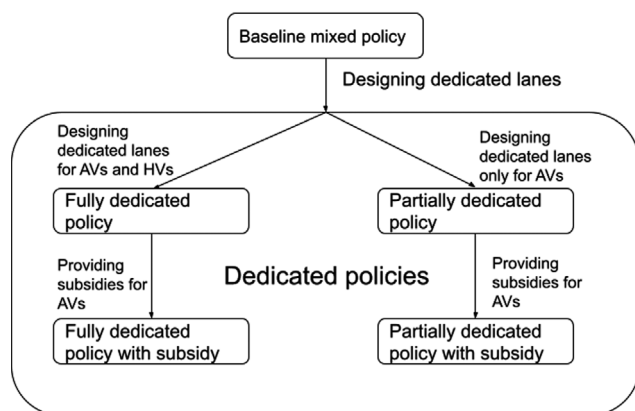 Baseline mixed policy
Designing dedicated lanes
Designing
dedicated lanes
for AVs and HVs
Designing
dedicated lanes
only for AVs
Fully dedicated
policy
Partially dedicated
policy
Providing
subsidies for
AVs
Dedicated policies
Providing
subsidies for
AVs
Fully dedicated
policy with subsidy
Partially dedicated
policy with subsidy